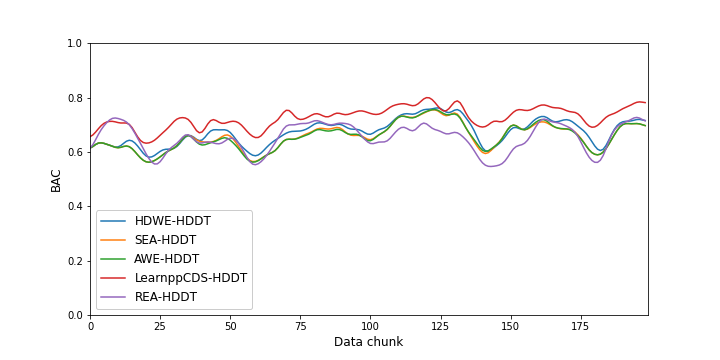 1.0
0.8
0.6
0.4
0.2
0.0
BAC
HDWE-HDDT
SEA-HDDT
AWE-HDDT
LearnppCDS-HDDT
REA-HDDT
0 25 50 75 100 125 150 175
Data chunk